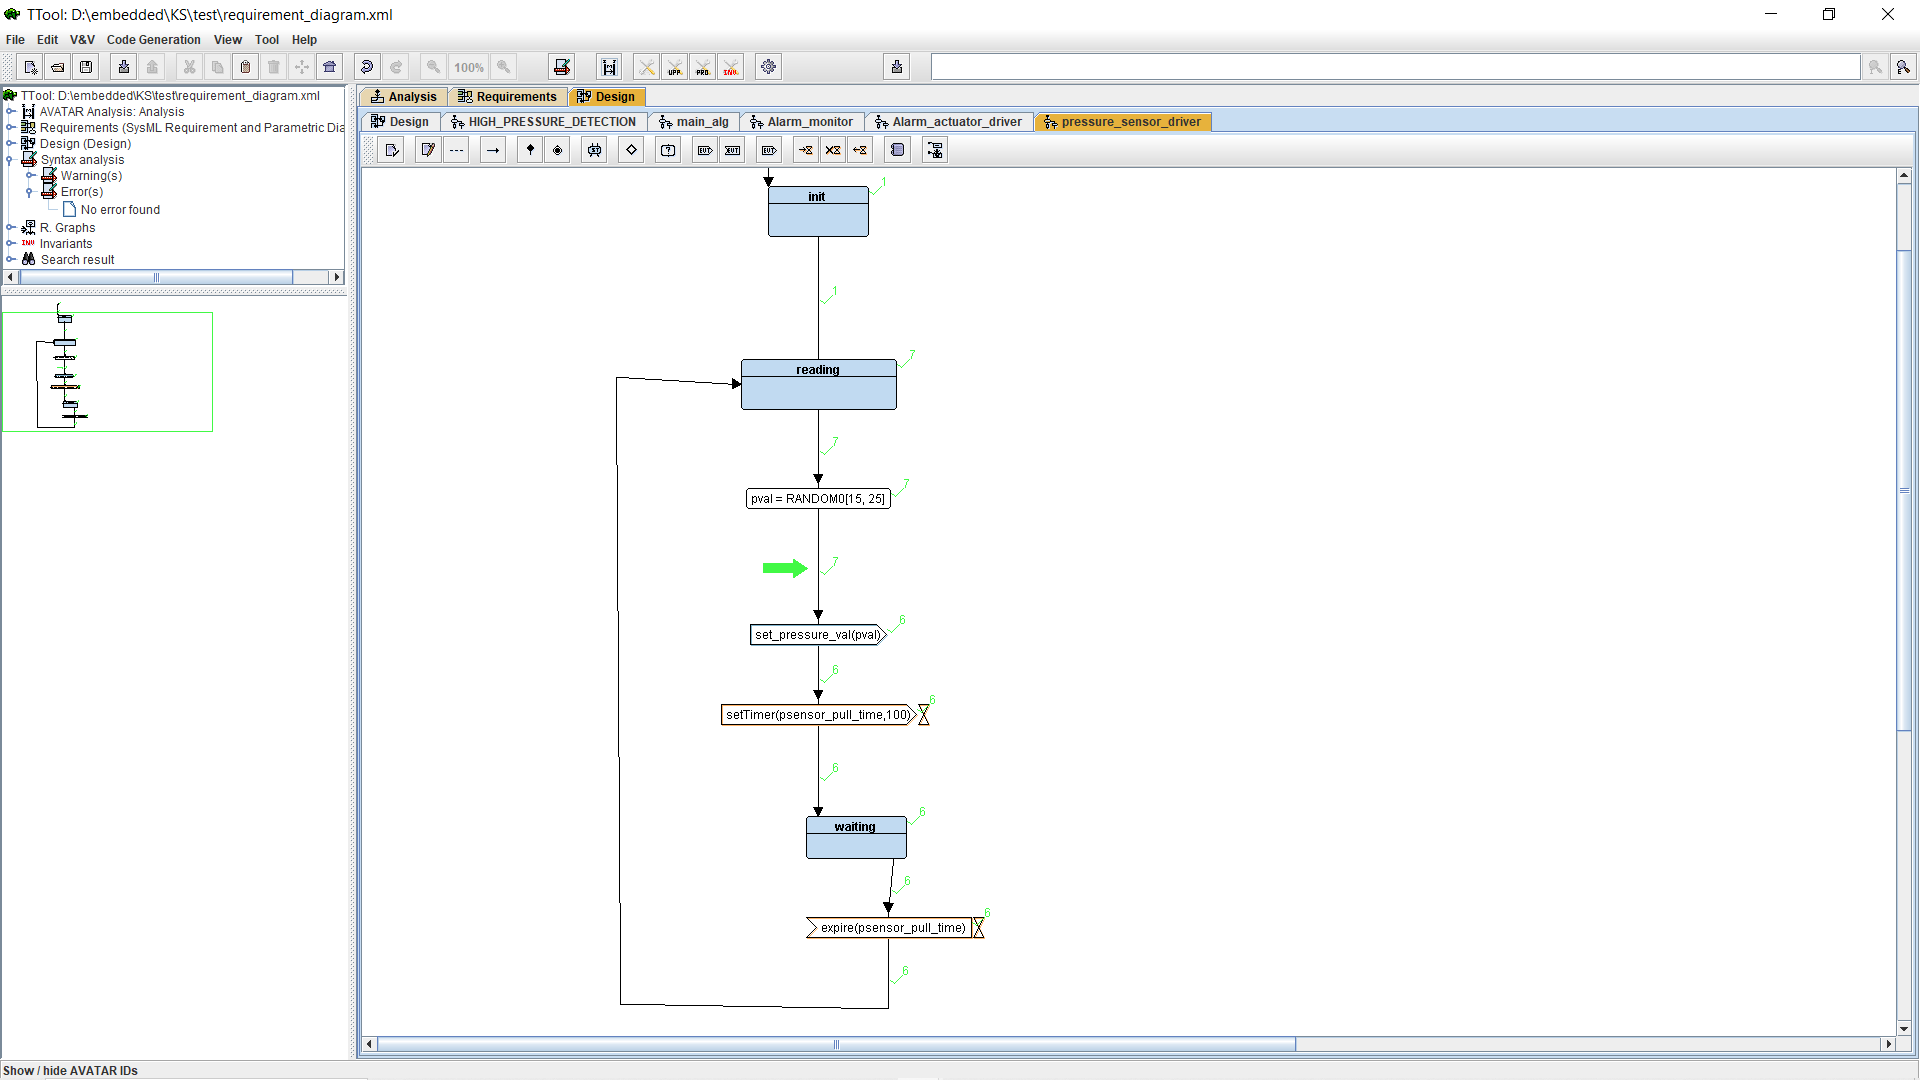 TTool: D:\embedded\KS\test\requirement_diagram.xml
File Edit V&V Code Generation View Tool Help
100%
TTool: D:\embedded\KS\test\requirement_diagram.xml
AVATAR Analysis: Analysis
Requirements (SysML Requirement and Parametric Dia
Design (Design)
Syntax analysis
Warning(s)
Error(s)
No error found
R. Graphs
INV Invariants
Search result
Analysis Requirements Design
Design HIGH_PRESSURE_DETECTION main_alg Alarm_monitor Alarm_actuator_driver pressure_sensor_driver
init
1
1
reading
7
7
pval = RANDOM0[15, 25]
7
7
set_pressure_val(pval)
6
6
setTimer(psensor_pull_time,100)
6
6
waiting
6
6
expire(psensor_pull_time)
6
6
Show / hide AVATAR IDs